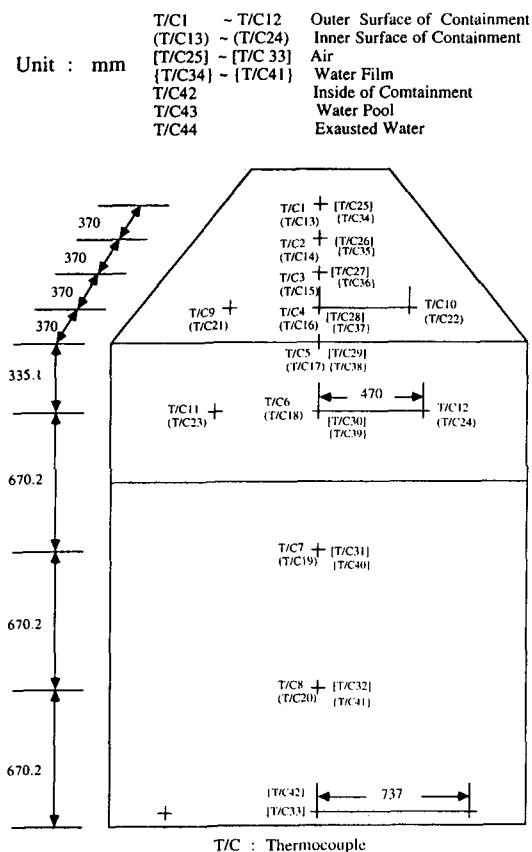 T/C1 ~ T/C12 Outer Surface of Containment
(T/C13) ~ (T/C24) Inner Surface of Containment
Unit : mm
[T/C25] ~ [T/C 33] Air
{T/C34} ~ {T/C41} Water Film
T/C42 Inside of Comtainment
T/C43 Water Pool
T/C44 Exausted Water
T/C1 [T/C25]
(T/C13) {T/C34}
370
T/C2 [T/C26]
(T/C14) {T/C35}
370
T/C3 [T/C27]
(T/C15) {T/C36}
370
T/C9 T/C4 [T/C28] T/C10
(T/C21) (T/C16) {T/C37} (T/C22)
370
T/C5 [T/C29]
(T/C17) {T/C38}
335.1
470
T/C11 T/C6 [T/C30] T/C12
(T/C23) (T/C18) {T/C39} (T/C24)
670.2
T/C7 [T/C31]
(T/C19) {T/C40}
670.2
T/C8 [T/C32]
(T/C20) {T/C41}
670.2
[T/C42] 737
[T/C33]
T/C : Thermocouple